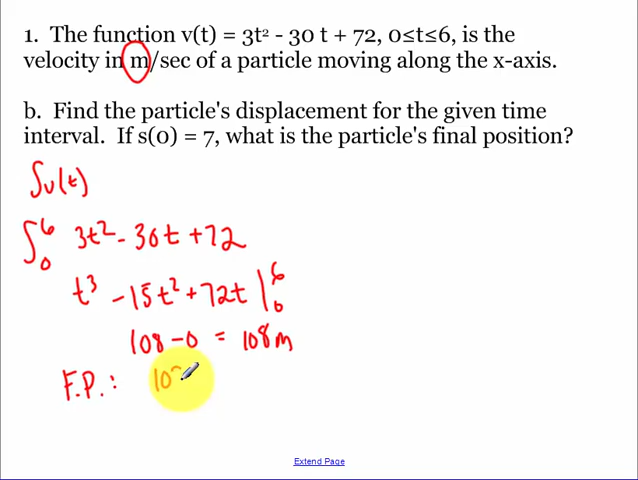 1. The function v(t) = 3t² - 30 t + 72, 0≤t≤6, is the
velocity in m/sec of a particle moving along the x-axis.
b. Find the particle's displacement for the given time
interval. If s(0) = 7, what is the particle's final position?
∫v(t)
∫₀⁶ 3t² - 30t + 72
t³ - 15t² + 72t |₀⁶
108 - 0 = 108m
F.P.: 10
Extend Page